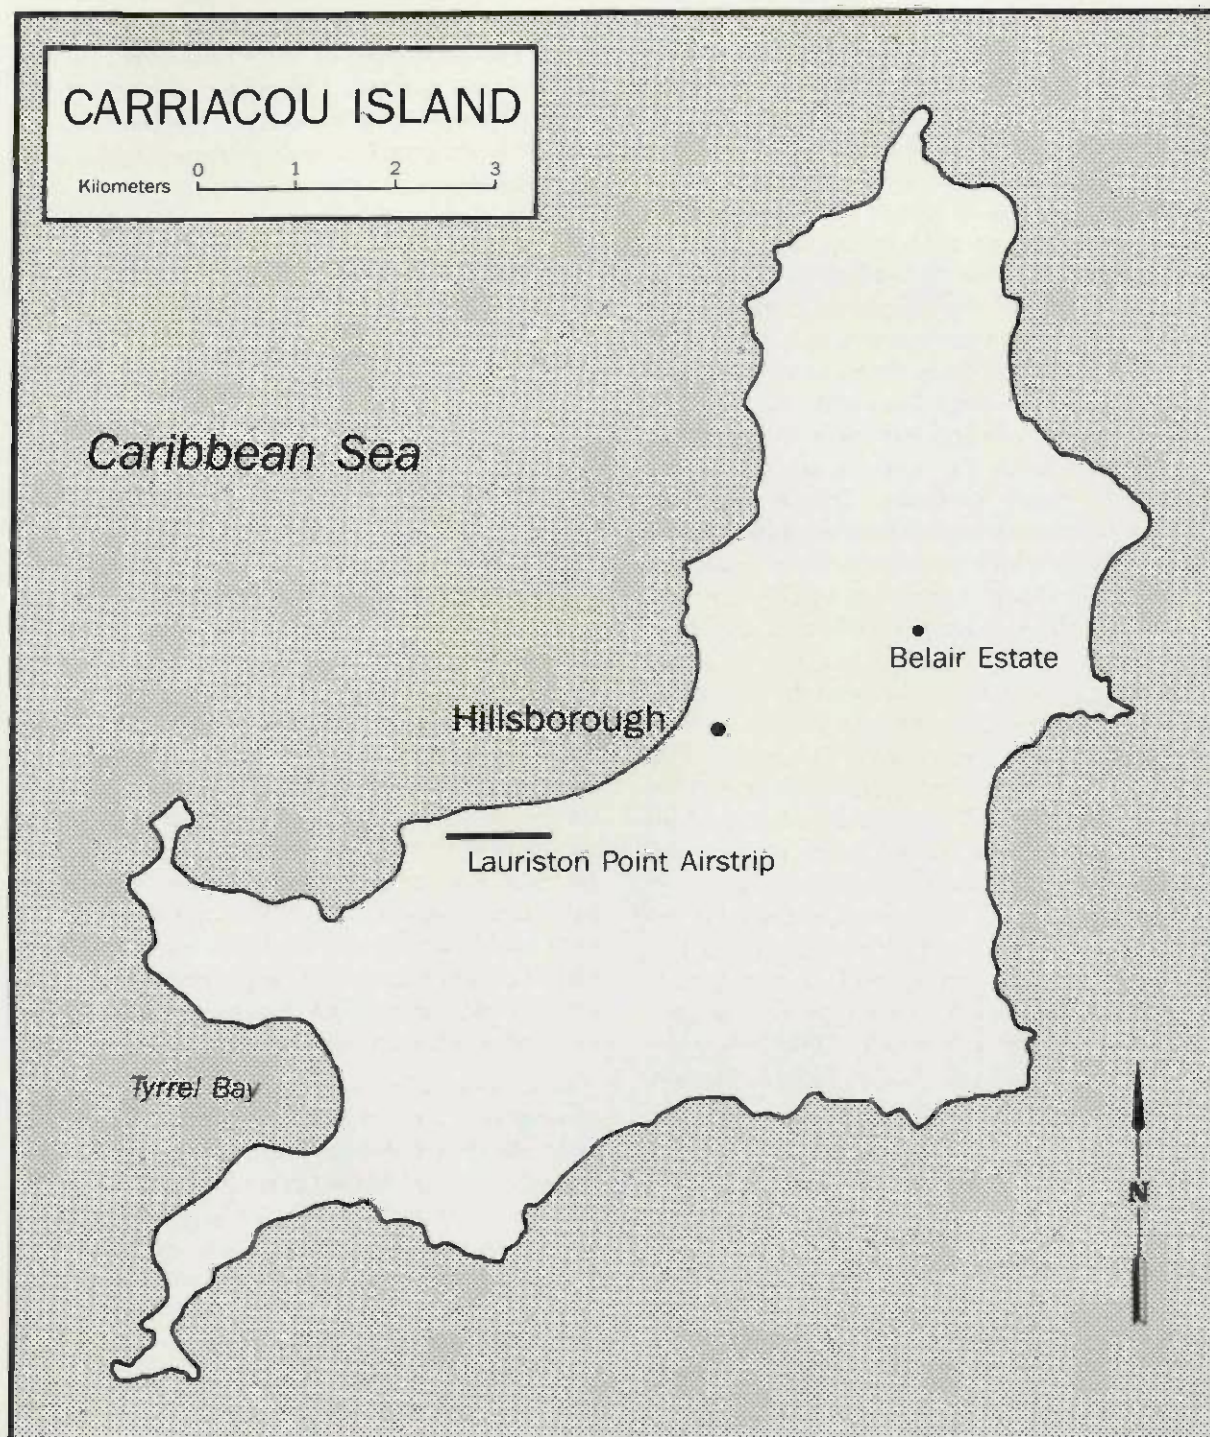 CARRIACOU ISLAND
0 1 2 3
Kilometers
Caribbean Sea
Belair Estate
Hillsborough
Lauriston Point Airstrip
Tyrrel Bay
N